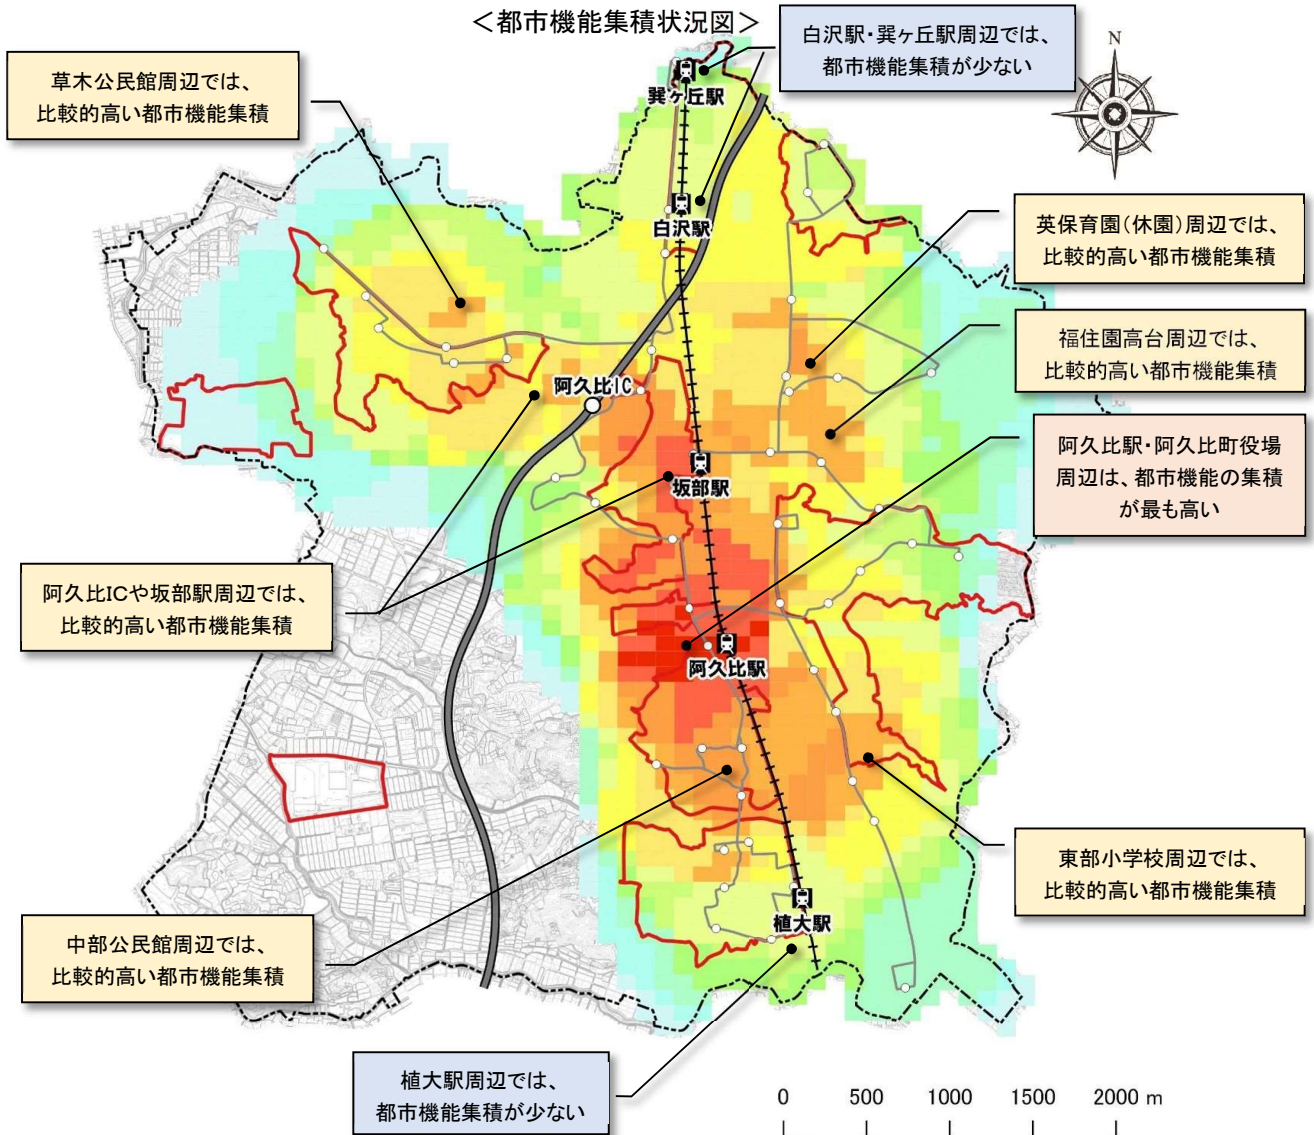 ＜都市機能集積状況図＞
白沢駅・巽ヶ丘駅周辺では、
都市機能集積が少ない
草木公民館周辺では、
比較的高い都市機能集積
N
巽ヶ丘駅
白沢駅
英保育園(休園)周辺では、
比較的高い都市機能集積
福住園高台周辺では、
比較的高い都市機能集積
阿久比IC
阿久比駅・阿久比町役場
周辺は、都市機能の集積
が最も高い
坂部駅
阿久比ICや坂部駅周辺では、
比較的高い都市機能集積
阿久比駅
東部小学校周辺では、
比較的高い都市機能集積
植大駅
中部公民館周辺では、
比較的高い都市機能集積
植大駅周辺では、
都市機能集積が少ない
0 500 1000 1500 2000 m